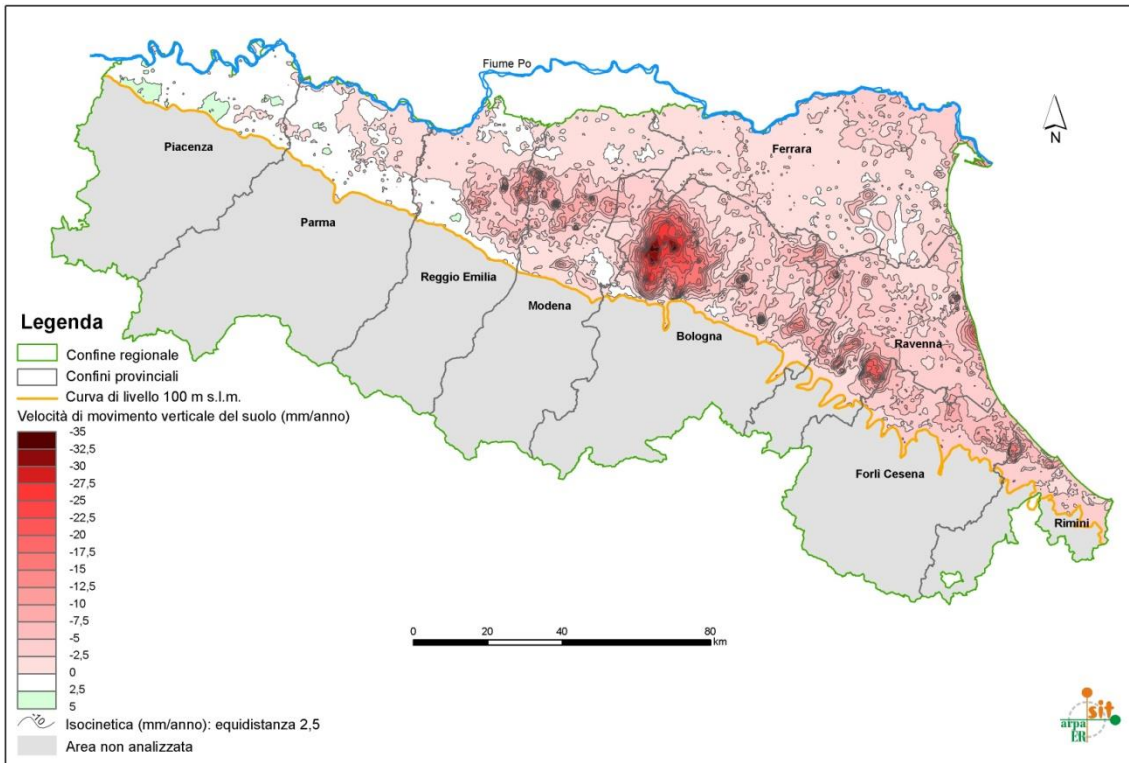 Fiume Po
N
Piacenza
Ferrara
Parma
Reggio Emilia
Modena
Bologna
Ravenna
Forlì Cesena
Rimini
Legenda
Confine regionale
Confini provinciali
Curva di livello 100 m s.l.m.
Velocità di movimento verticale del suolo (mm/anno)
-35
-32,5
-30
-27,5
-25
-22,5
-20
-17,5
-15
-12,5
-10
-7,5
-5
-2,5
0
2,5
5
-10
Isocinetica (mm/anno): equidistanza 2,5
Area non analizzata
0 20 40 80
km
sit
arpa
ER